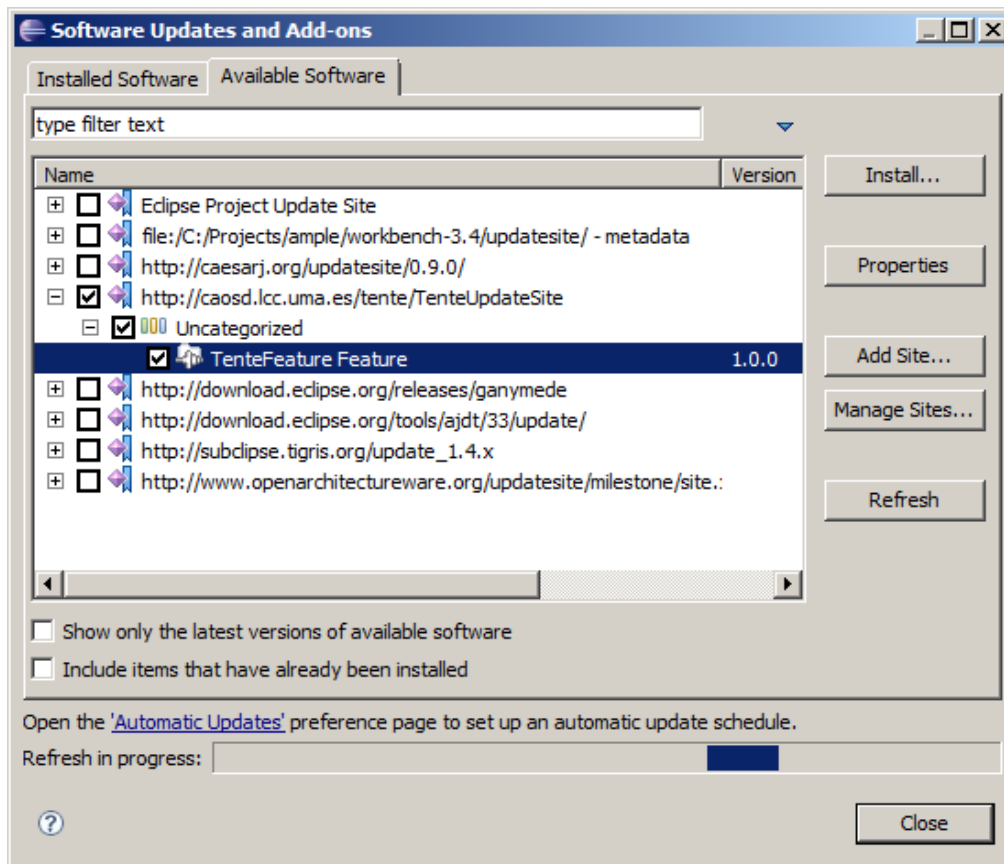 Software Updates and Add-ons
Installed Software Available Software
type filter text
Name Version
Install...
Eclipse Project Update Site
file:/C:/Projects/ample/workbench-3.4/updatesite/ - metadata
http://caesarj.org/updatesite/0.9.0/
Properties
http://caosd.lcc.uma.es/tente/TenteUpdateSite
Uncategorized
TenteFeature Feature 1.0.0
Add Site...
http://download.eclipse.org/releases/ganymede
http://download.eclipse.org/tools/ajdt/33/update/
Manage Sites...
http://subclipse.tigris.org/update_1.4.x
http://www.openarchitectureware.org/updatesite/milestone/site.:
Refresh
Show only the latest versions of available software
Include items that have already been installed
Open the 'Automatic Updates' preference page to set up an automatic update schedule.
Refresh in progress:
?
Close